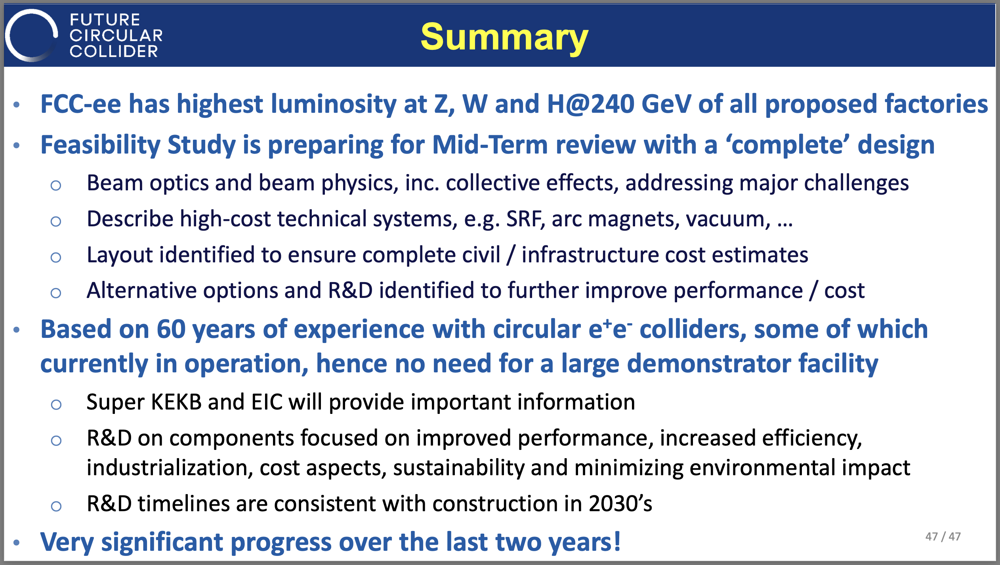 FUTURE
CIRCULAR
COLLIDER
Summary
• FCC-ee has highest luminosity at Z, W and H@240 GeV of all proposed factories
• Feasibility Study is preparing for Mid-Term review with a ‘complete’ design
○ Beam optics and beam physics, inc. collective effects, addressing major challenges
○ Describe high-cost technical systems, e.g. SRF, arc magnets, vacuum, ...
○ Layout identified to ensure complete civil / infrastructure cost estimates
○ Alternative options and R&D identified to further improve performance / cost
• Based on 60 years of experience with circular e⁺e⁻ colliders, some of which
currently in operation, hence no need for a large demonstrator facility
○ Super KEKB and EIC will provide important information
○ R&D on components focused on improved performance, increased efficiency,
industrialization, cost aspects, sustainability and minimizing environmental impact
○ R&D timelines are consistent with construction in 2030’s
• Very significant progress over the last two years!
47 / 47